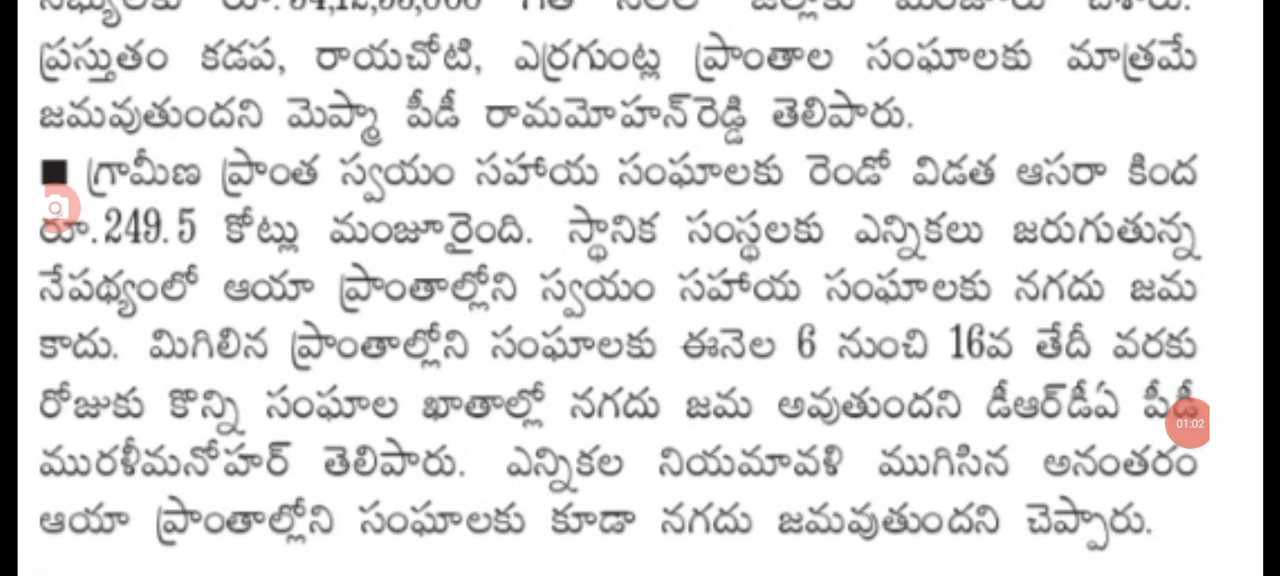 ప్రస్తుతం కడప, రాయచోటి, ఎర్రగుంట్ల ప్రాంతాల సంఘాలకు మాత్రమే
జమవుతుందని మెప్మా పీడీ రామమోహన్‌రెడ్డి తెలిపారు.
■ గ్రామీణ ప్రాంత స్వయం సహాయ సంఘాలకు రెండో విడత ఆసరా కింద
రూ.249.5 కోట్లు మంజూరైంది. స్థానిక సంస్థలకు ఎన్నికలు జరుగుతున్న
నేపథ్యంలో ఆయా ప్రాంతాల్లోని స్వయం సహాయ సంఘాలకు నగదు జమ
కాదు. మిగిలిన ప్రాంతాల్లోని సంఘాలకు ఈనెల 6 నుంచి 16వ తేదీ వరకు
రోజుకు కొన్ని సంఘాల ఖాతాల్లో నగదు జమ అవుతుందని డీఆర్‌డీఏ పీడీ
01:02
మురళీమనోహర్ తెలిపారు. ఎన్నికల నియమావళి ముగిసిన అనంతరం
ఆయా ప్రాంతాల్లోని సంఘాలకు కూడా నగదు జమవుతుందని చెప్పారు.